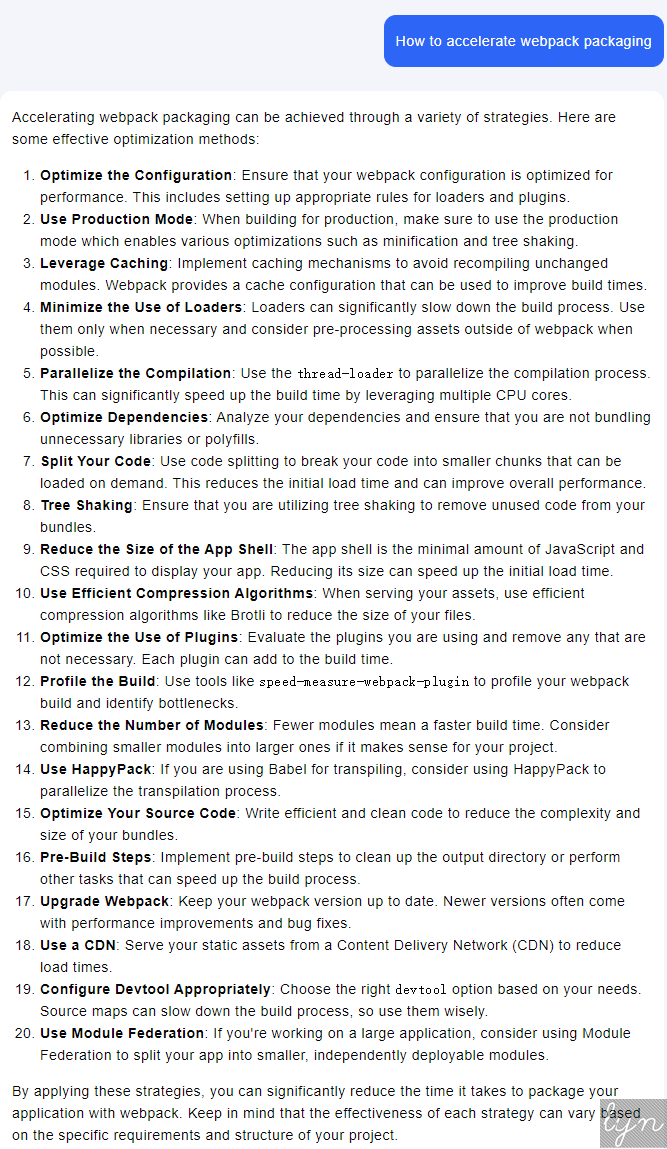 How to accelerate webpack packaging
Accelerating webpack packaging can be achieved through a variety of strategies. Here are
some effective optimization methods:
1. Optimize the Configuration: Ensure that your webpack configuration is optimized for
performance. This includes setting up appropriate rules for loaders and plugins.
2. Use Production Mode: When building for production, make sure to use the production
mode which enables various optimizations such as minification and tree shaking.
3. Leverage Caching: Implement caching mechanisms to avoid recompiling unchanged
modules. Webpack provides a cache configuration that can be used to improve build times.
4. Minimize the Use of Loaders: Loaders can significantly slow down the build process. Use
them only when necessary and consider pre-processing assets outside of webpack when
possible.
5. Parallelize the Compilation: Use the thread-loader to parallelize the compilation process.
This can significantly speed up the build time by leveraging multiple CPU cores.
6. Optimize Dependencies: Analyze your dependencies and ensure that you are not bundling
unnecessary libraries or polyfills.
7. Split Your Code: Use code splitting to break your code into smaller chunks that can be
loaded on demand. This reduces the initial load time and can improve overall performance.
8. Tree Shaking: Ensure that you are utilizing tree shaking to remove unused code from your
bundles.
9. Reduce the Size of the App Shell: The app shell is the minimal amount of JavaScript and
CSS required to display your app. Reducing its size can speed up the initial load time.
10. Use Efficient Compression Algorithms: When serving your assets, use efficient
compression algorithms like Brotli to reduce the size of your files.
11. Optimize the Use of Plugins: Evaluate the plugins you are using and remove any that are
not necessary. Each plugin can add to the build time.
12. Profile the Build: Use tools like speed-measure-webpack-plugin to profile your webpack
build and identify bottlenecks.
13. Reduce the Number of Modules: Fewer modules mean a faster build time. Consider
combining smaller modules into larger ones if it makes sense for your project.
14. Use HappyPack: If you are using Babel for transpiling, consider using HappyPack to
parallelize the transpilation process.
15. Optimize Your Source Code: Write efficient and clean code to reduce the complexity and
size of your bundles.
16. Pre-Build Steps: Implement pre-build steps to clean up the output directory or perform
other tasks that can speed up the build process.
17. Upgrade Webpack: Keep your webpack version up to date. Newer versions often come
with performance improvements and bug fixes.
18. Use a CDN: Serve your static assets from a Content Delivery Network (CDN) to reduce
load times.
19. Configure Devtool Appropriately: Choose the right devtool option based on your needs.
Source maps can slow down the build process, so use them wisely.
20. Use Module Federation: If you're working on a large application, consider using Module
Federation to split your app into smaller, independently deployable modules.
By applying these strategies, you can significantly reduce the time it takes to package your
application with webpack. Keep in mind that the effectiveness of each strategy can vary based
on the specific requirements and structure of your project.
lyn